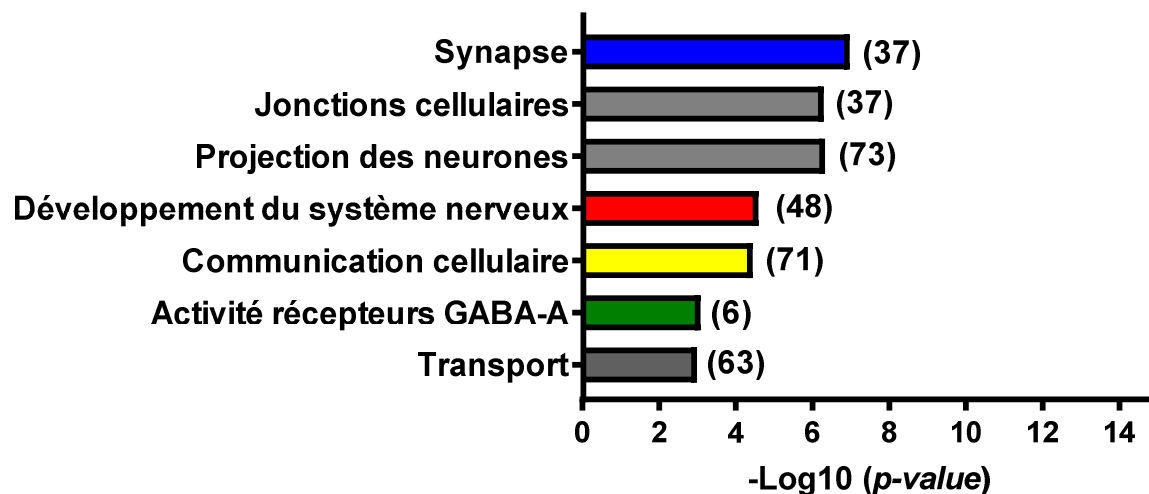 Synapse (37)
Jonctions cellulaires (37)
Projection des neurones (73)
Développement du système nerveux (48)
Communication cellulaire (71)
Activité récepteurs GABA-A (6)
Transport (63)
0 2 4 6 8 10 12 14
-Log10 (p-value)